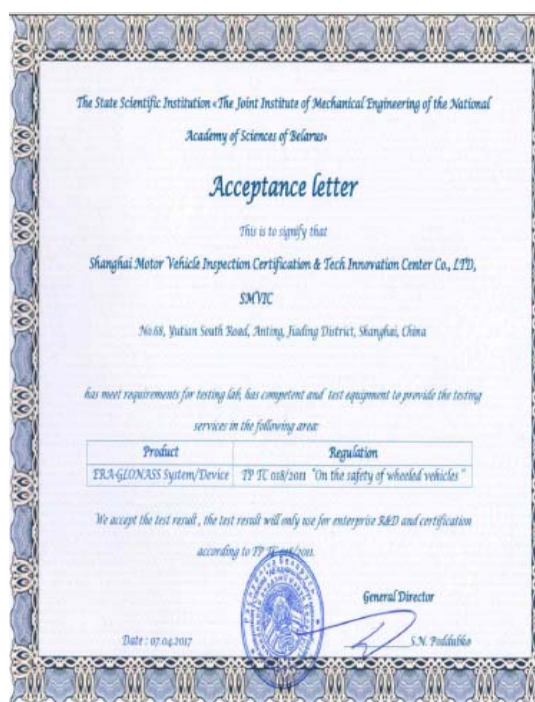 The State Scientific Institution «The Joint Institute of Mechanical Engineering of the National
Academy of Sciences of Belarus»
Acceptance letter
This is to signify that
Shanghai Motor Vehicle Inspection Certification & Tech Innovation Center Co., LTD,
SMVIC
No.68, Yutian South Road, Anting, Jiading District, Shanghai, China
has meet requirements for testing lab, has competent and test equipment to provide the testing
services in the following area:
Product Regulation
ERA-GLONASS System/Device TP TC 018/2011 "On the safety of wheeled vehicles "
We accept the test result , the test result will only use for enterprise R&D and certification
according to TP TC 018/2011.
General Director
Date : 07.04.2017 S.N. Poddubko